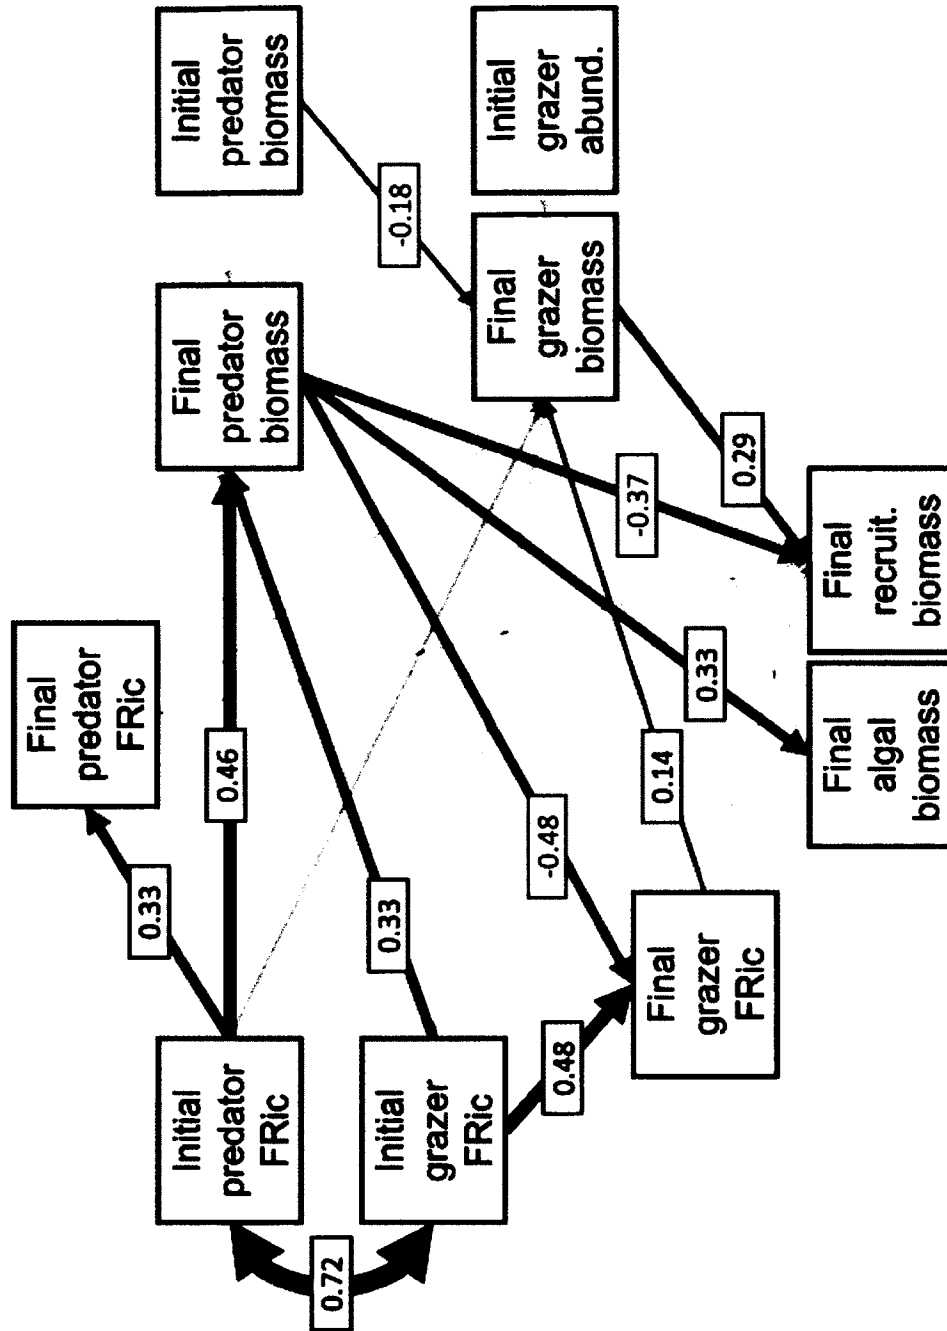 Final
predator
FRic
0.33
Initial
predator
FRic
0.46
Final
predator
biomass
Initial
predator
biomass
0.72
0.33
-0.18
Initial
grazer
FRic
Final
grazer
biomass
Initial
grazer
abund.
0.48
-0.48
-0.37
0.29
0.14
0.33
Final
grazer
FRic
Final
algal
biomass
Final
recruit.
biomass